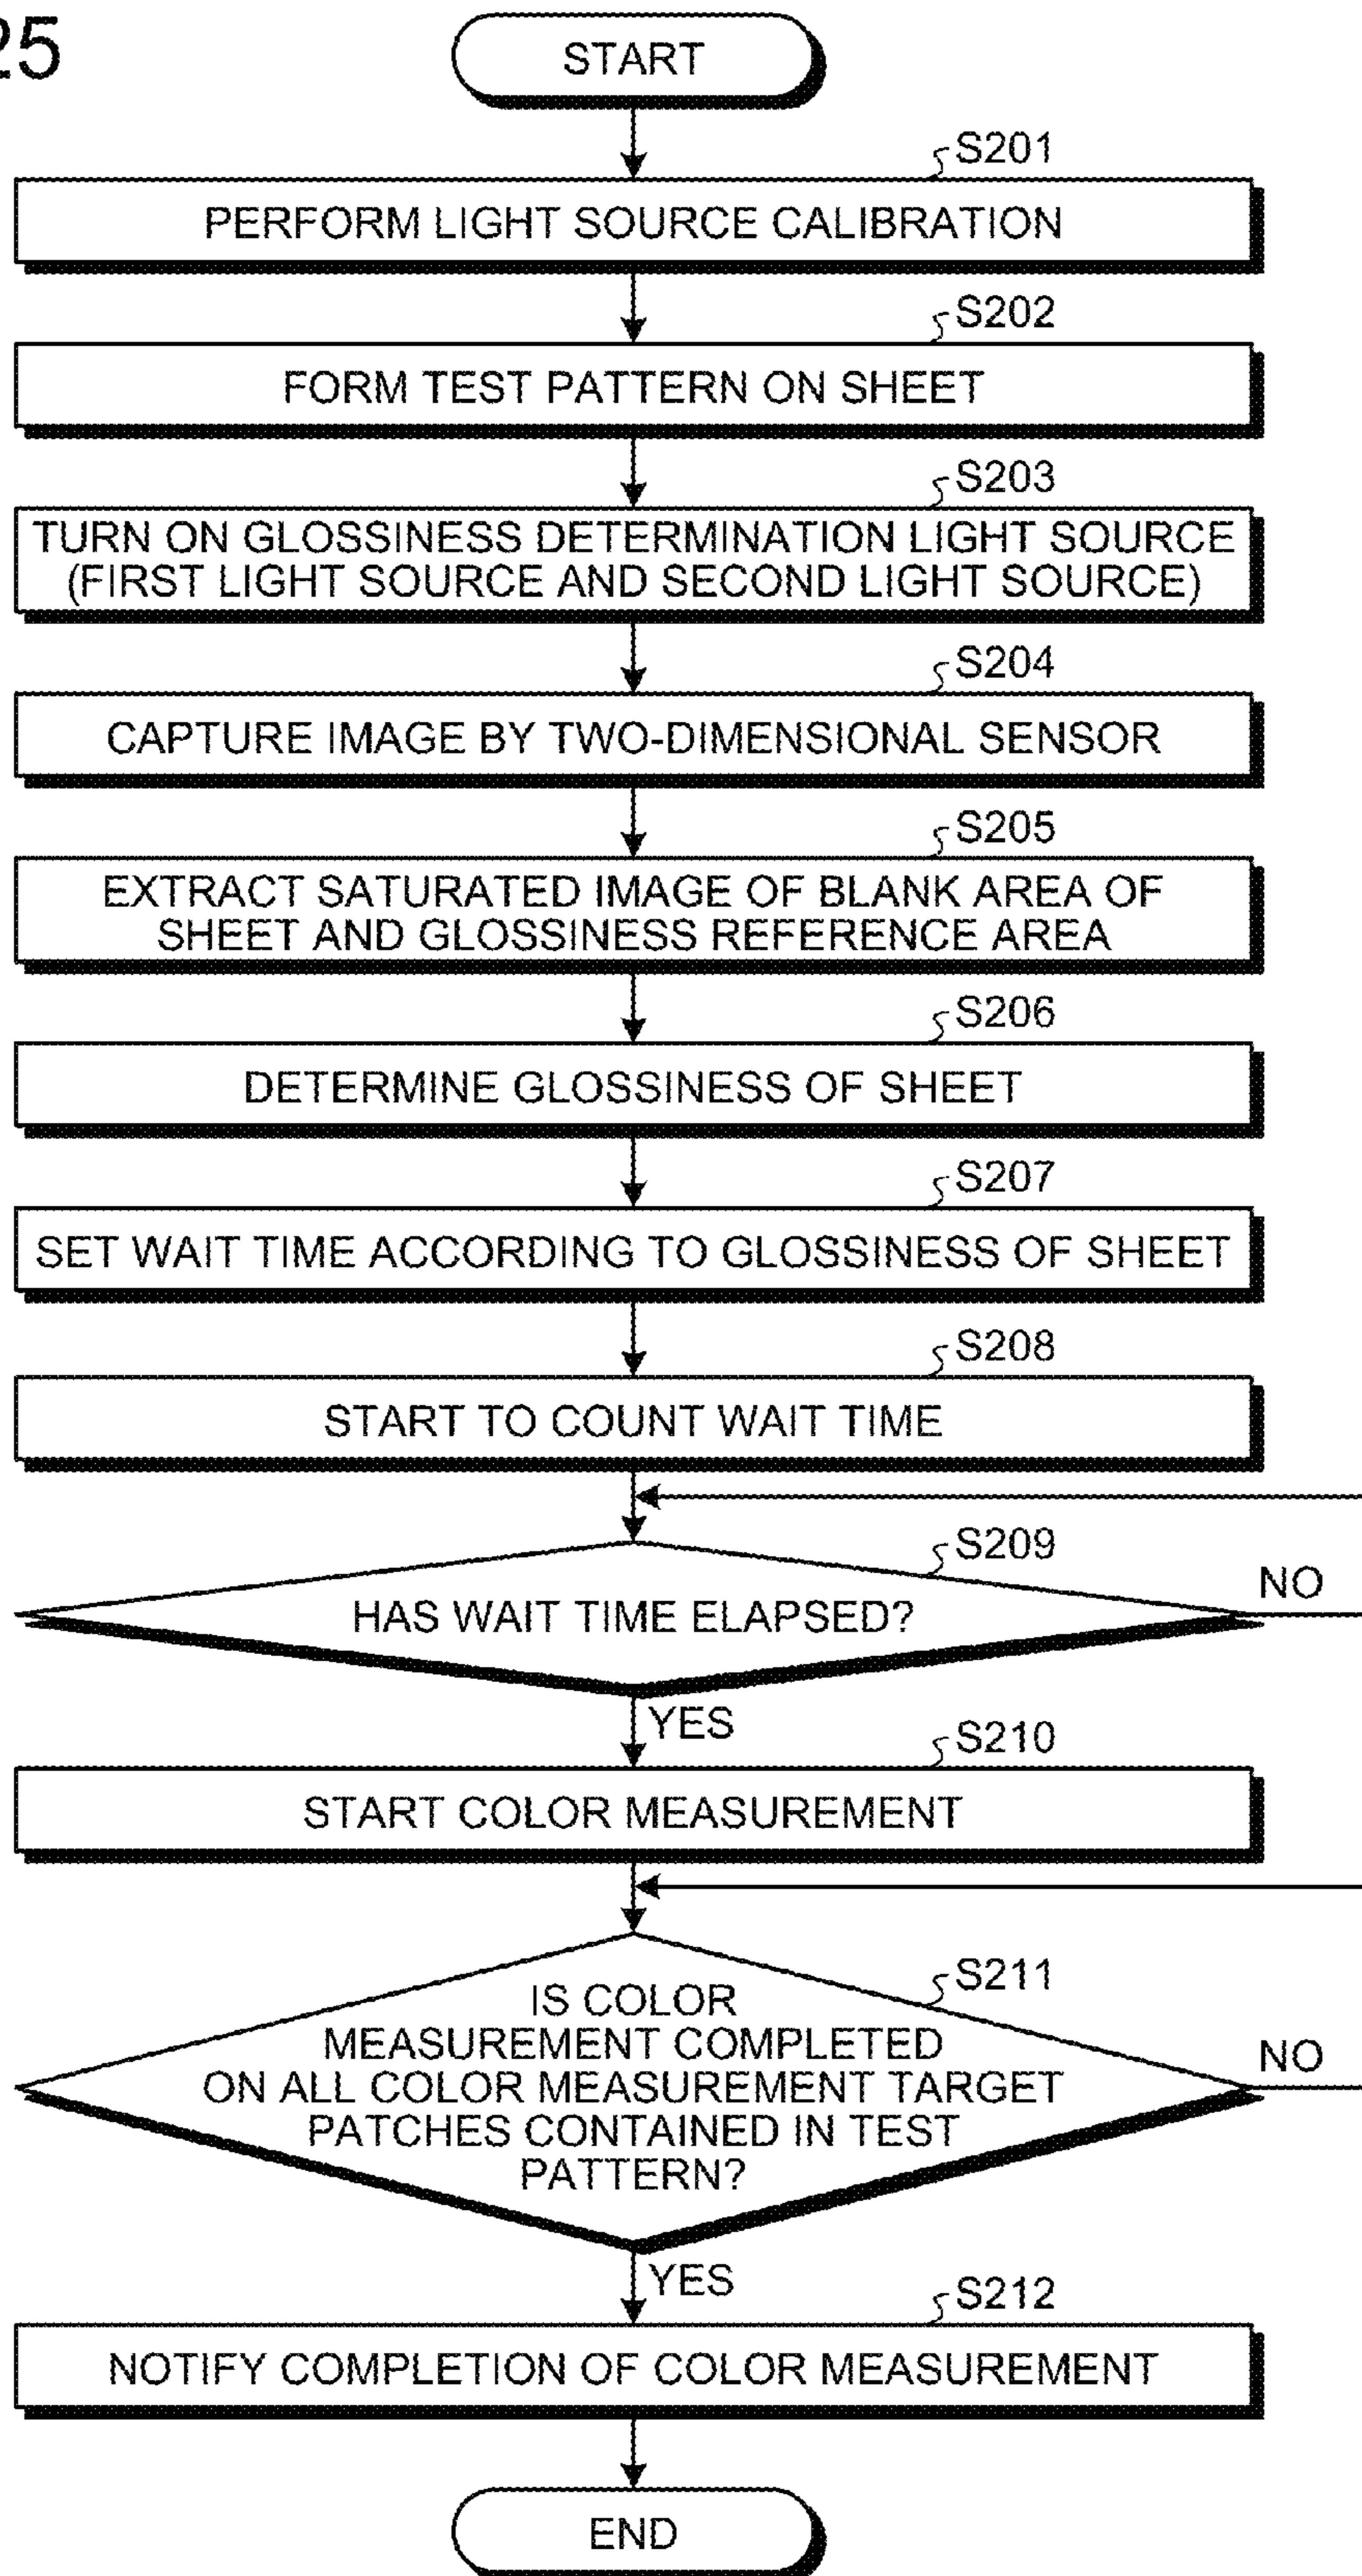 25
START
S201
PERFORM LIGHT SOURCE CALIBRATION
S202
FORM TEST PATTERN ON SHEET
S203
TURN ON GLOSSINESS DETERMINATION LIGHT SOURCE
(FIRST LIGHT SOURCE AND SECOND LIGHT SOURCE)
S204
CAPTURE IMAGE BY TWO-DIMENSIONAL SENSOR
S205
EXTRACT SATURATED IMAGE OF BLANK AREA OF
SHEET AND GLOSSINESS REFERENCE AREA
S206
DETERMINE GLOSSINESS OF SHEET
S207
SET WAIT TIME ACCORDING TO GLOSSINESS OF SHEET
S208
START TO COUNT WAIT TIME
S209
HAS WAIT TIME ELAPSED?
NO
YES
S210
START COLOR MEASUREMENT
S211
IS COLOR
MEASUREMENT COMPLETED
ON ALL COLOR MEASUREMENT TARGET
PATCHES CONTAINED IN TEST
PATTERN?
NO
YES
S212
NOTIFY COMPLETION OF COLOR MEASUREMENT
END